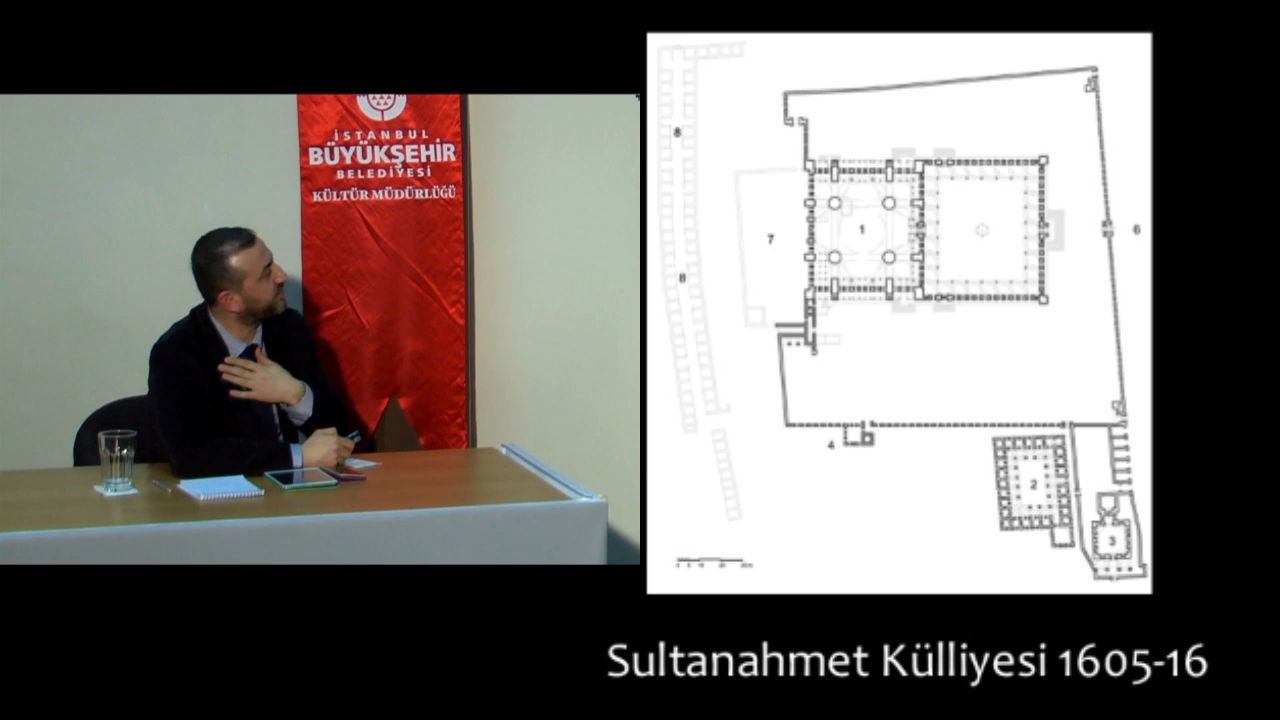 İSTANBUL
BÜYÜKŞEHİR
BELEDİYESİ
KÜLTÜR MÜDÜRLÜĞÜ
8
8
7
1
6
4
2
3
Sultanahmet Külliyesi 1605-16